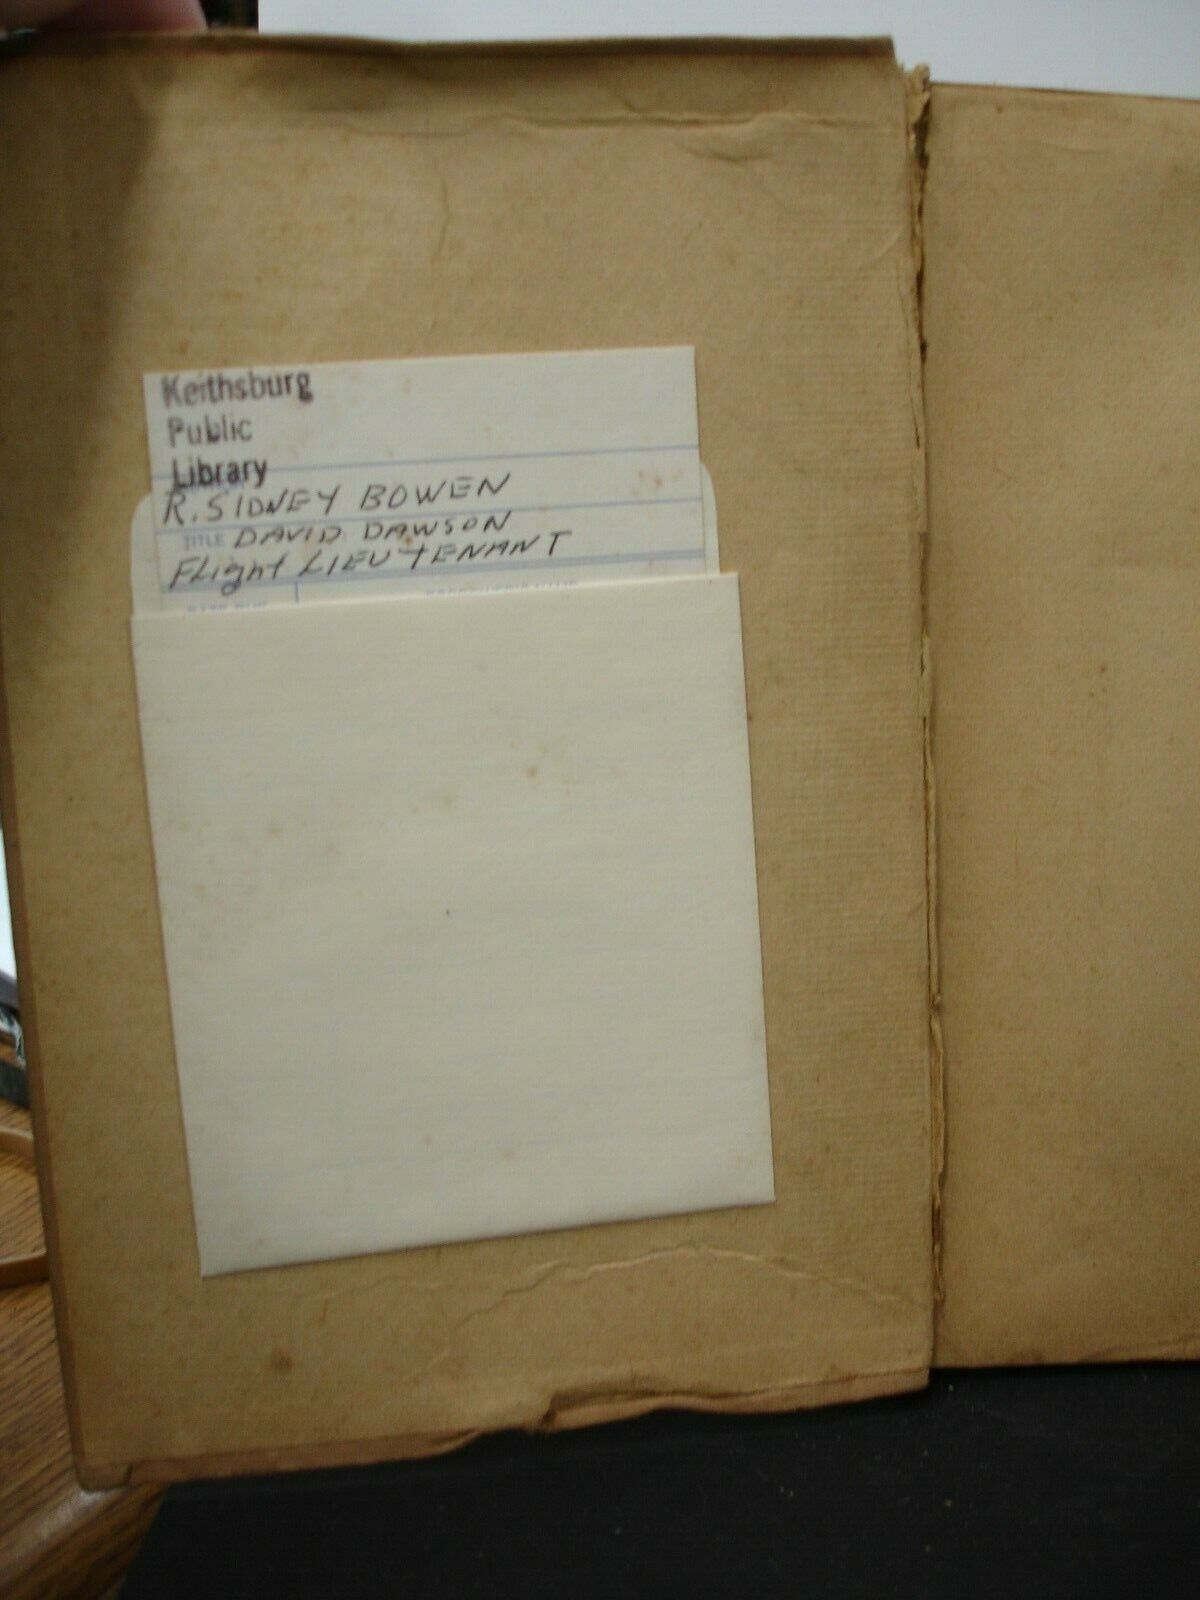 Keithsburg
Public
Library
R. SIDNEY BOWEN
TITLE DAVID DAWSON
FLight LIEUTENANT